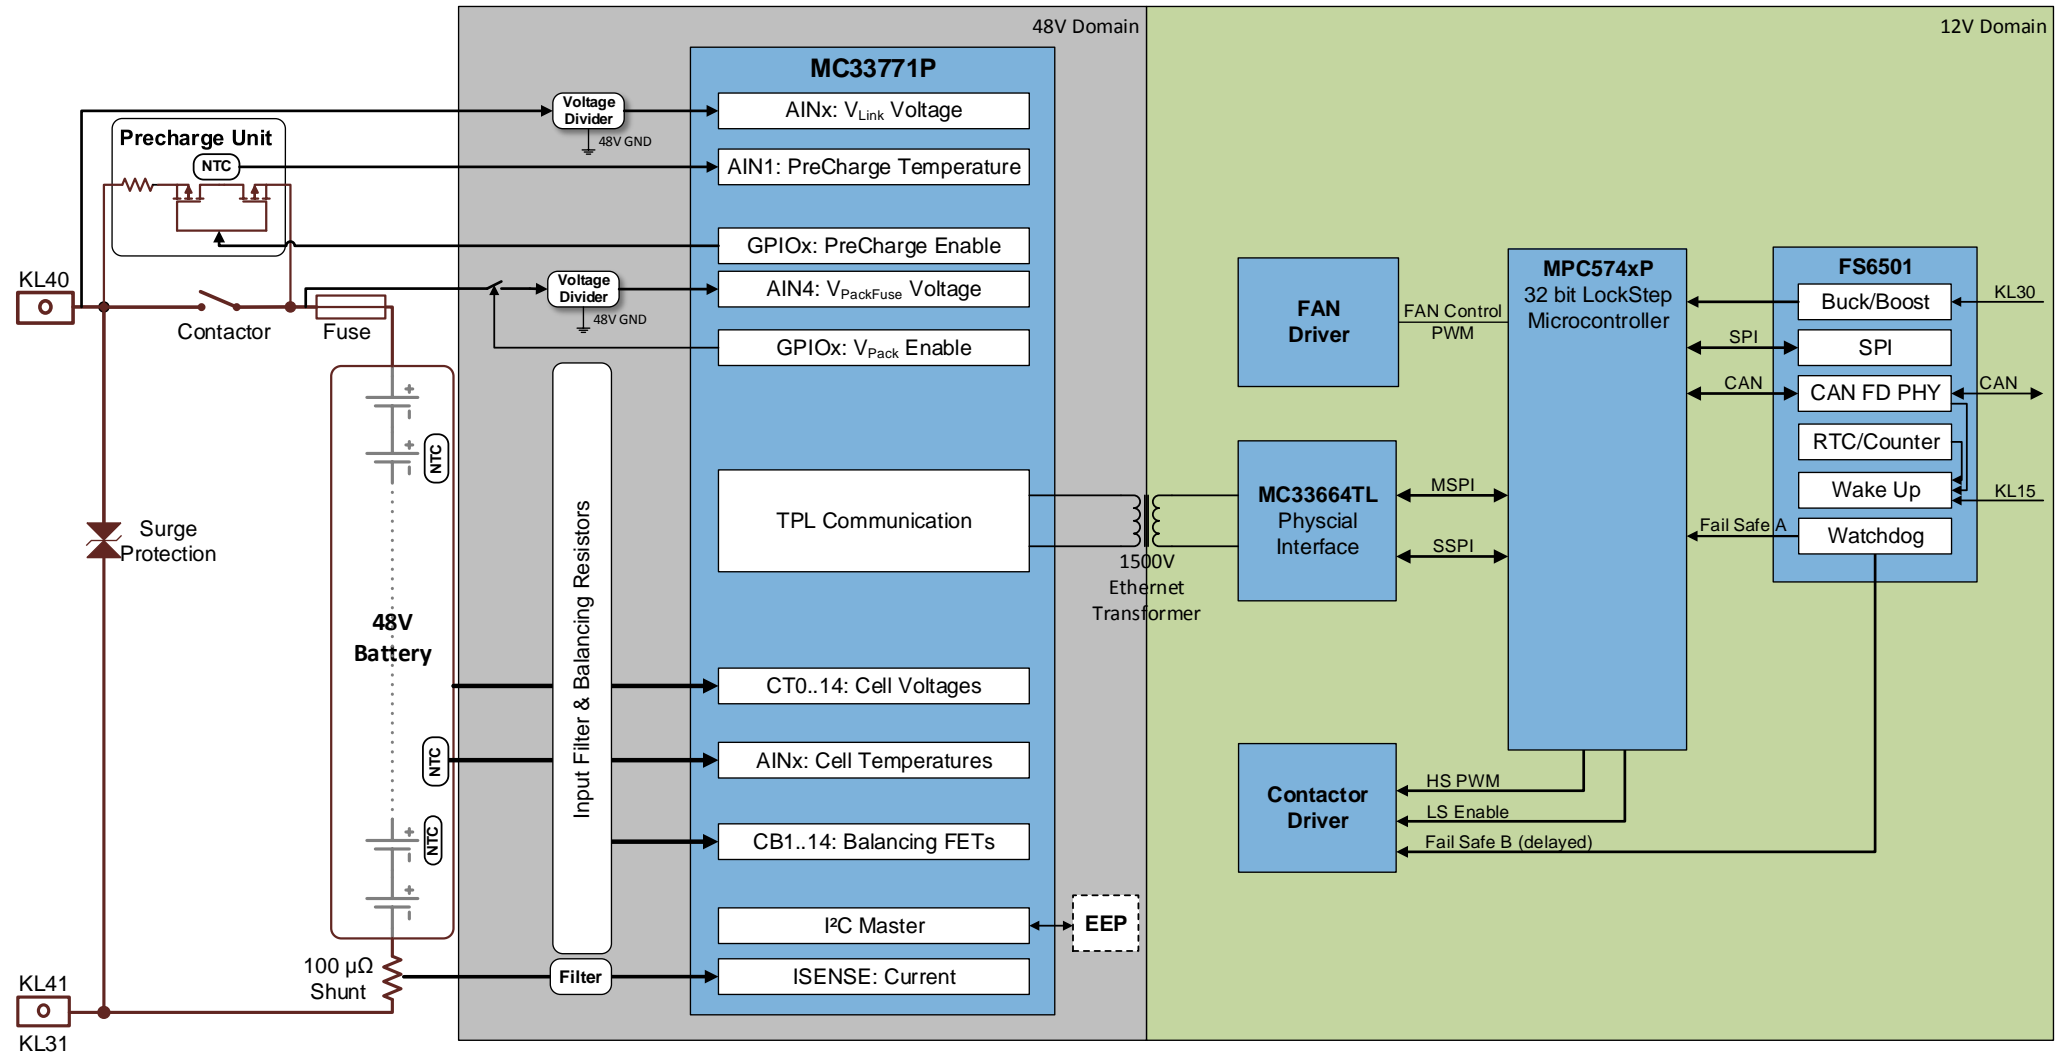 48V Domain
12V Domain
MC33771P
Voltage
Divider
48V GND
AINx: VLink Voltage
Precharge Unit
NTC
AIN1: PreCharge Temperature
GPIOx: PreCharge Enable
KL40
Contactor
Fuse
Voltage
Divider
48V GND
AIN4: VPackFuse Voltage
GPIOx: VPack Enable
NTC
Surge
Protection
48V
Battery
NTC
NTC
Input Filter & Balancing Resistors
TPL Communication
1500V
Ethernet
Transformer
CT0..14: Cell Voltages
AINx: Cell Temperatures
CB1..14: Balancing FETs
I²C Master
EEP
100 µΩ
Shunt
Filter
ISENSE: Current
KL41
KL31
FAN
Driver
FAN Control
PWM
MPC574xP
32 bit LockStep
Microcontroller
FS6501
Buck/Boost
KL30
SPI
SPI
CAN
CAN FD PHY
CAN
RTC/Counter
Wake Up
KL15
Fail Safe A
Watchdog
MC33664TL
Physcial
Interface
MSPI
SSPI
Contactor
Driver
HS PWM
LS Enable
Fail Safe B (delayed)